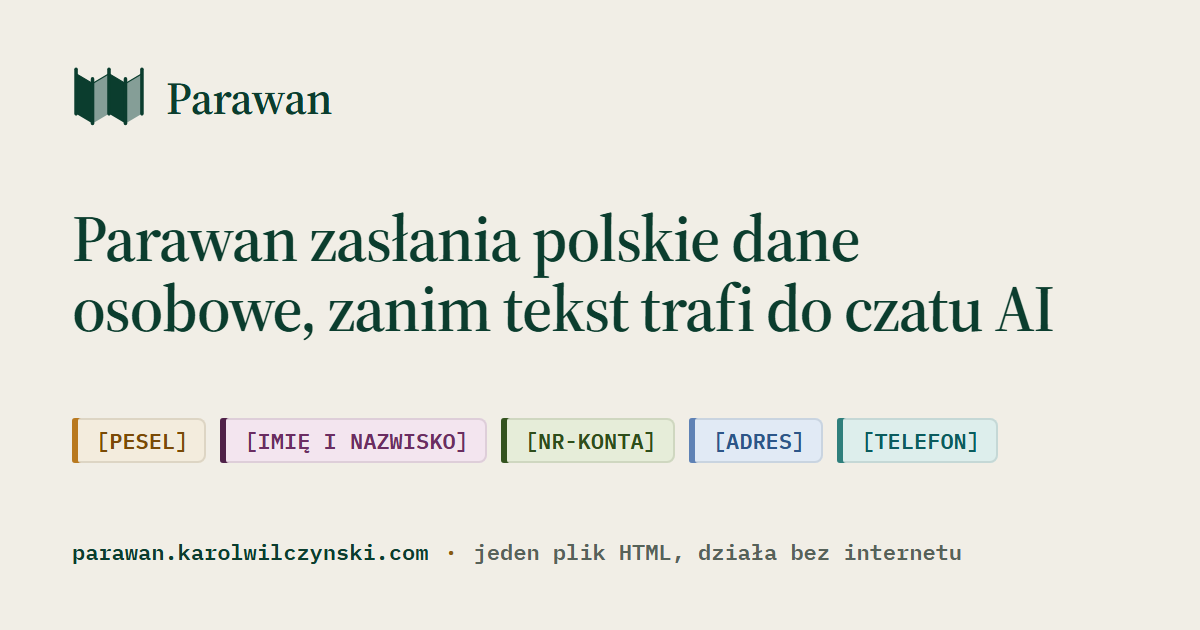 Parawan
Parawan zasłania polskie dane
osobowe, zanim tekst trafi do czatu AI
[PESEL] [IMIĘ I NAZWISKO] [NR-KONTA] [ADRES] [TELEFON]
parawan.karolwilczynski.com · jeden plik HTML, działa bez internetu